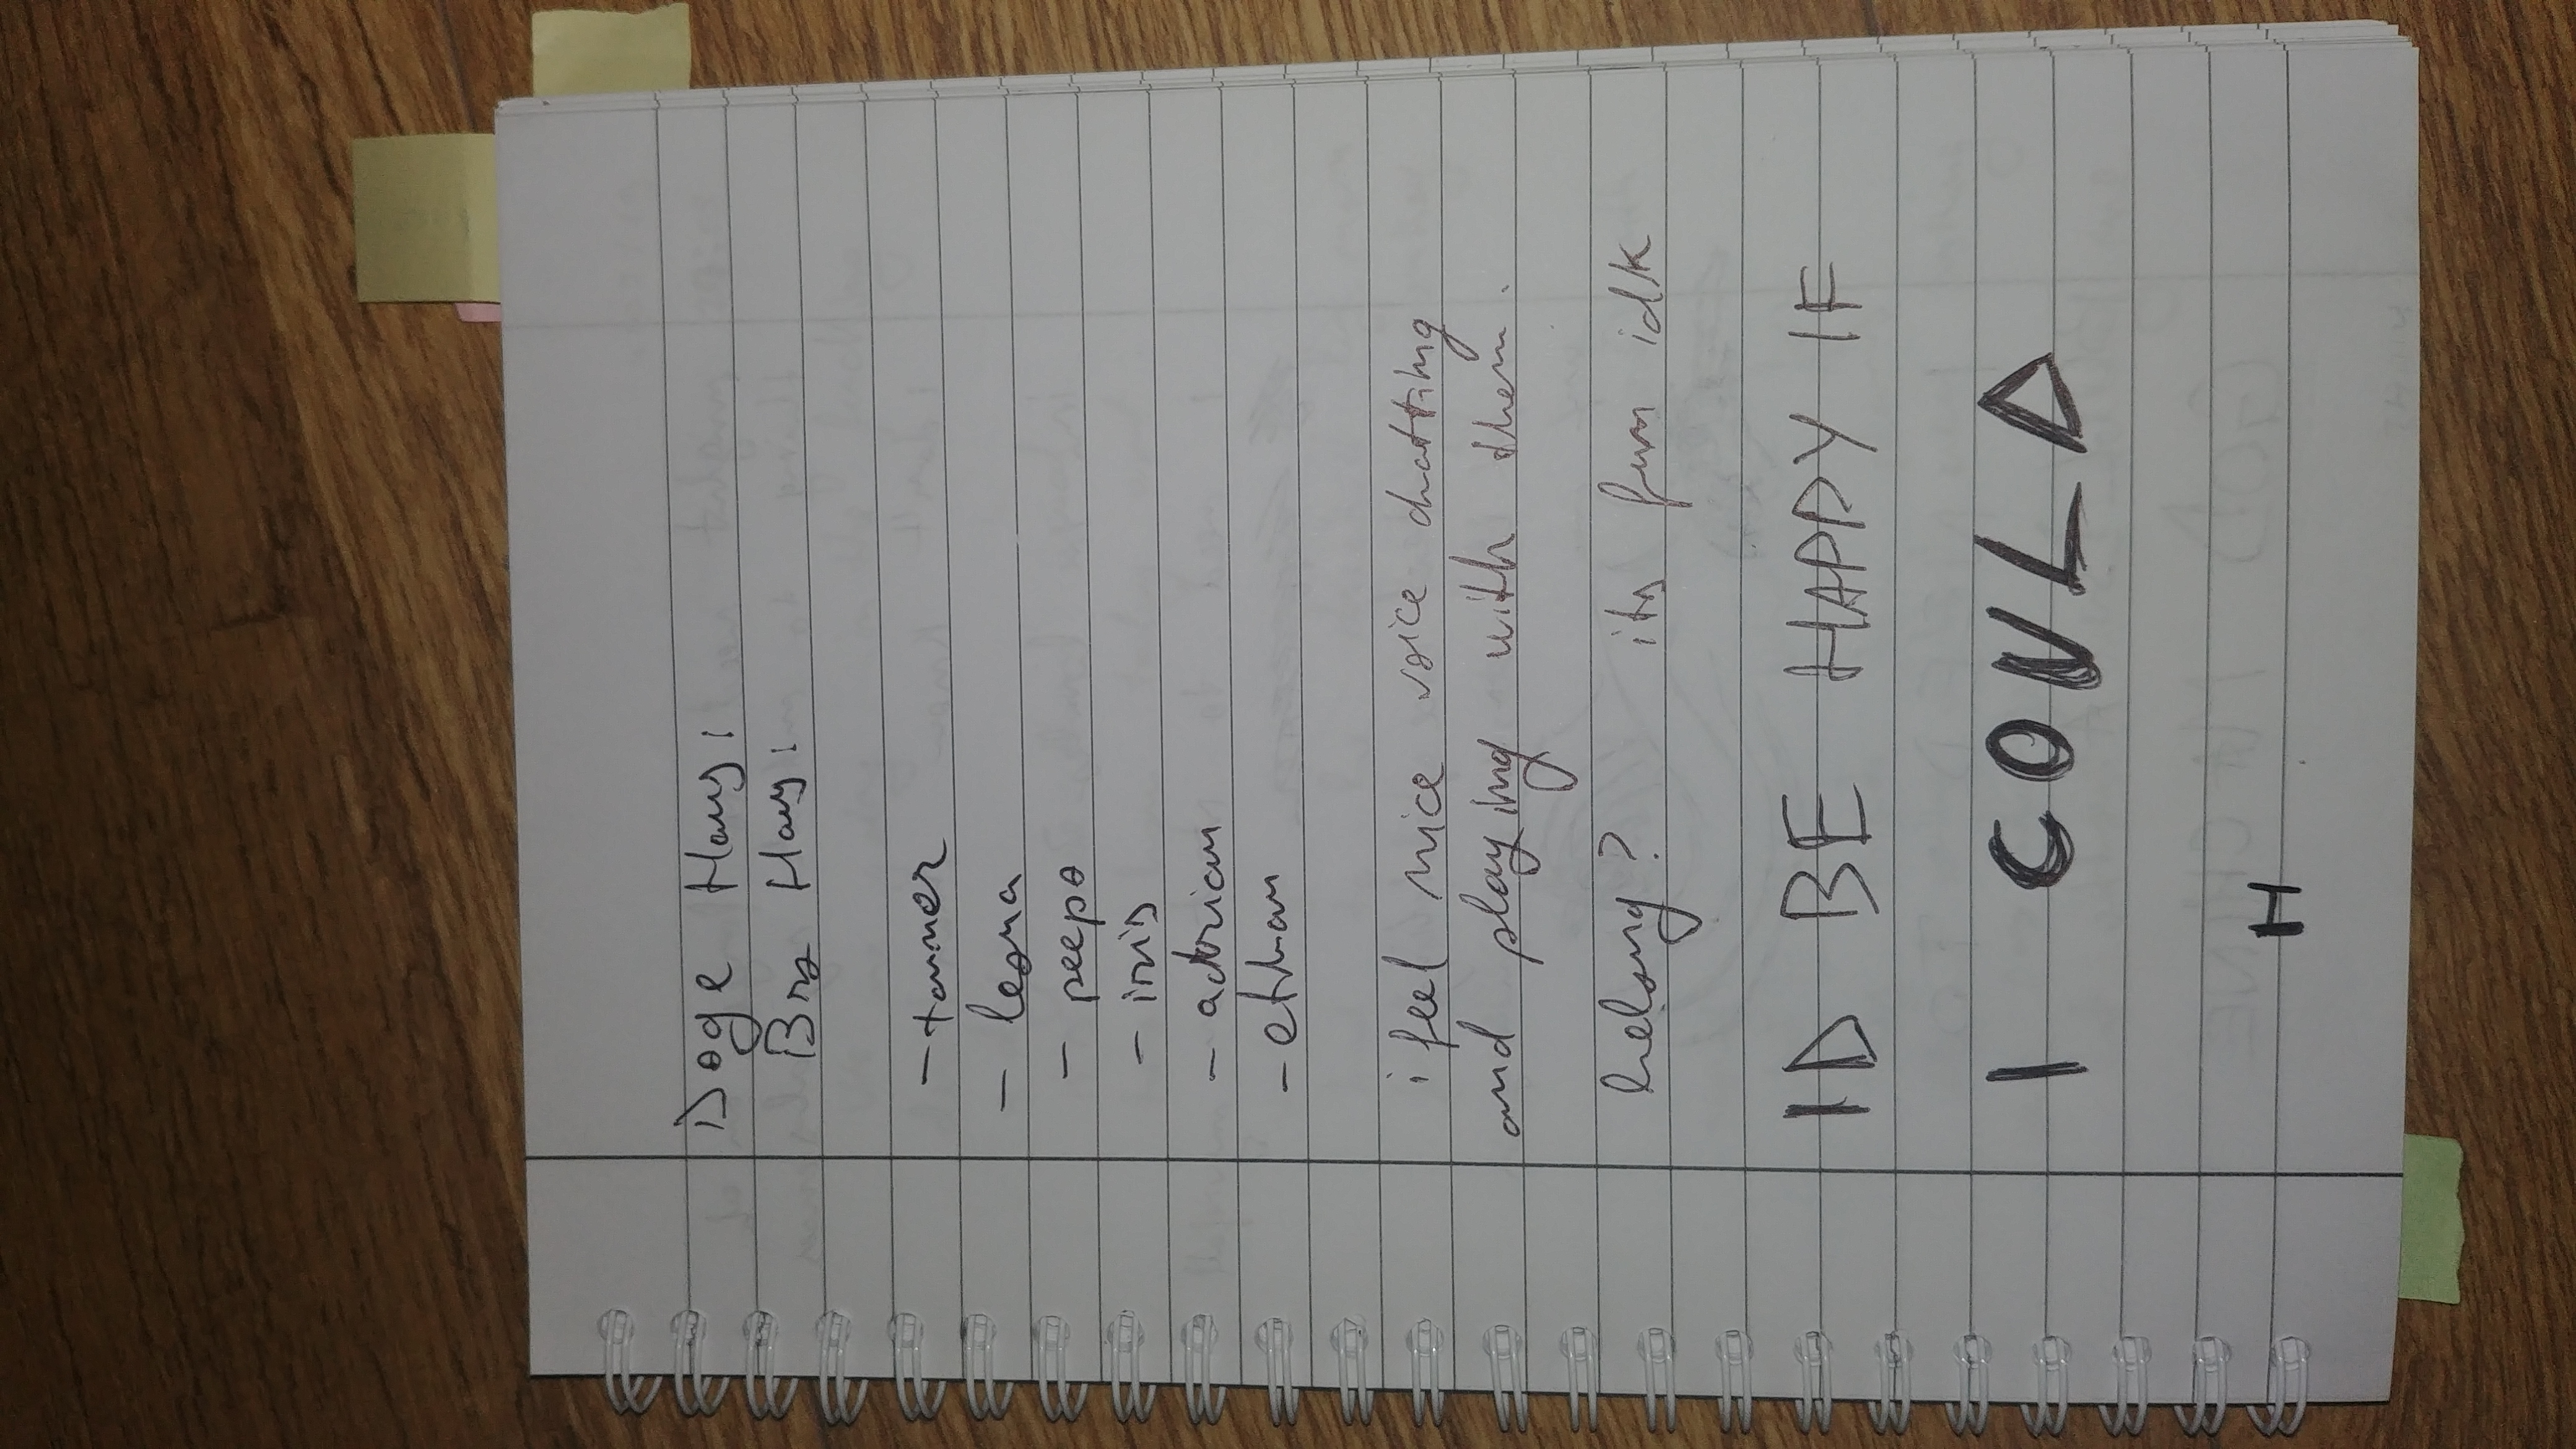 Doge Hang:
Bro Hang:
- tanner
- leona
- peepo
- iris
- adrian
- ethan
i feel nice voice chatting
and playing with them.
belong? its fun idk
ID BE HAPPY IF
I COULD
H